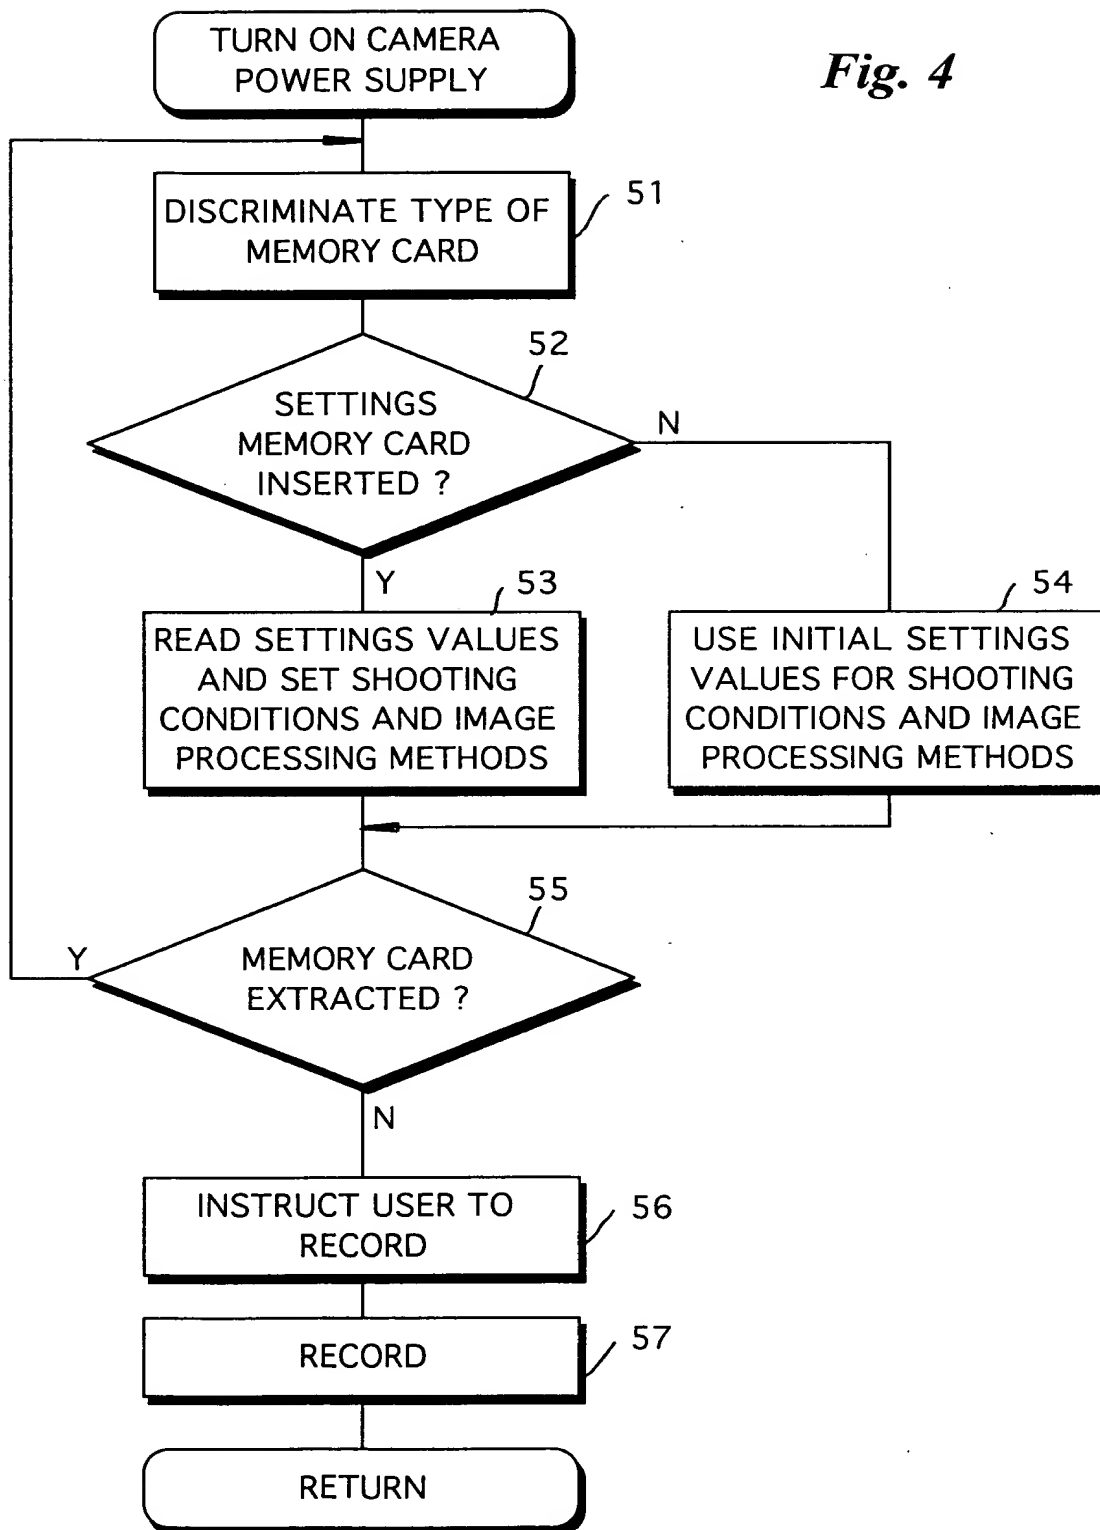 TURN ON CAMERA
POWER SUPPLY
Fig. 4
DISCRIMINATE TYPE OF
MEMORY CARD
51
52
SETTINGS
MEMORY CARD
INSERTED ?
N
Y
53
READ SETTINGS VALUES
AND SET SHOOTING
CONDITIONS AND IMAGE
PROCESSING METHODS
54
USE INITIAL SETTINGS
VALUES FOR SHOOTING
CONDITIONS AND IMAGE
PROCESSING METHODS
55
Y
MEMORY CARD
EXTRACTED ?
N
INSTRUCT USER TO
RECORD
56
RECORD
57
RETURN